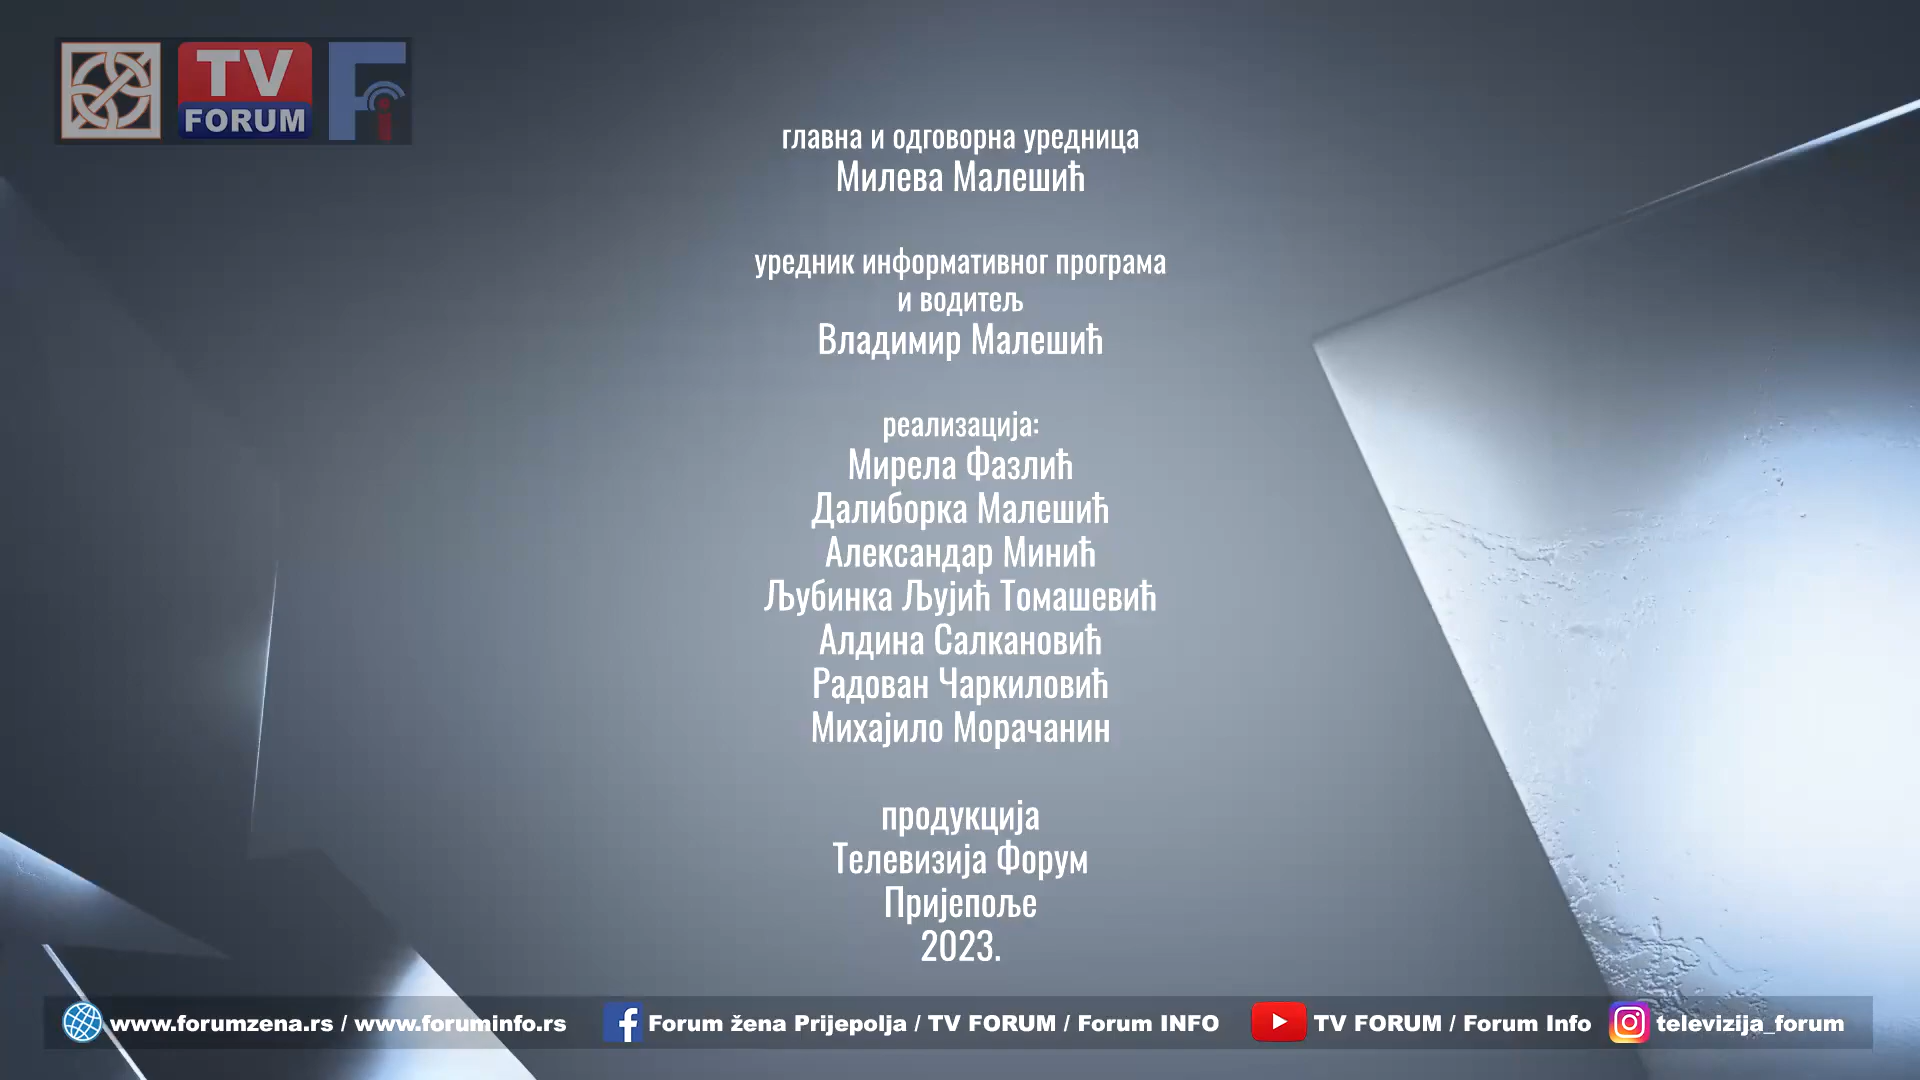 TV
FORUM
Fi
главна и одговорна уредница
Милева Малешић
уредник информативног програма
и водитељ
Владимир Малешић
реализација:
Мирела Фазлић
Далиборка Малешић
Александар Минић
Љубинка Љујић Томашевић
Алдина Салкановић
Радован Чаркиловић
Михајило Морачанин
продукција
Телевизија Форум
Пријепоље
2023.
www.forumzena.rs / www.foruminfo.rs Forum žena Prijepolja / TV FORUM / Forum INFO TV FORUM / Forum Info televizija_forum